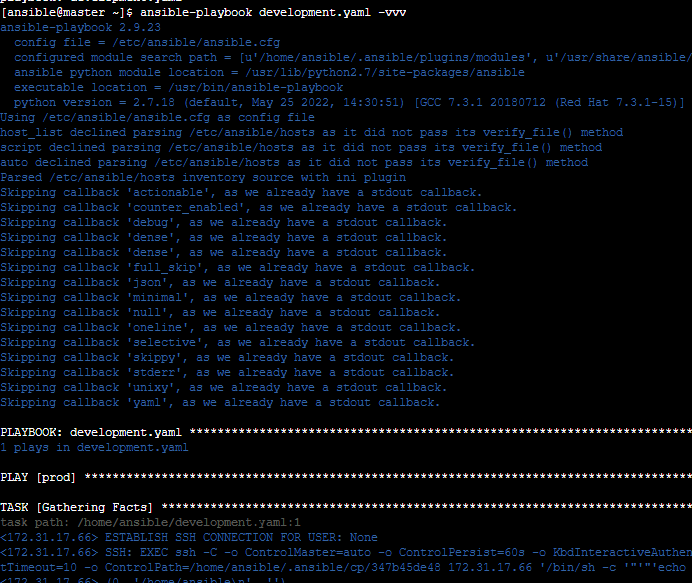 [ansible@master ~]$ ansible-playbook development.yaml -vvv
ansible-playbook 2.9.23
  config file = /etc/ansible/ansible.cfg
  configured module search path = [u'/home/ansible/.ansible/plugins/modules', u'/usr/share/ansible/
  ansible python module location = /usr/lib/python2.7/site-packages/ansible
  executable location = /usr/bin/ansible-playbook
  python version = 2.7.18 (default, May 25 2022, 14:30:51) [GCC 7.3.1 20180712 (Red Hat 7.3.1-15)]
Using /etc/ansible/ansible.cfg as config file
host_list declined parsing /etc/ansible/hosts as it did not pass its verify_file() method
script declined parsing /etc/ansible/hosts as it did not pass its verify_file() method
auto declined parsing /etc/ansible/hosts as it did not pass its verify_file() method
Parsed /etc/ansible/hosts inventory source with ini plugin
Skipping callback 'actionable', as we already have a stdout callback.
Skipping callback 'counter_enabled', as we already have a stdout callback.
Skipping callback 'debug', as we already have a stdout callback.
Skipping callback 'dense', as we already have a stdout callback.
Skipping callback 'dense', as we already have a stdout callback.
Skipping callback 'full_skip', as we already have a stdout callback.
Skipping callback 'json', as we already have a stdout callback.
Skipping callback 'minimal', as we already have a stdout callback.
Skipping callback 'null', as we already have a stdout callback.
Skipping callback 'oneline', as we already have a stdout callback.
Skipping callback 'selective', as we already have a stdout callback.
Skipping callback 'skippy', as we already have a stdout callback.
Skipping callback 'stderr', as we already have a stdout callback.
Skipping callback 'unixy', as we already have a stdout callback.
Skipping callback 'yaml', as we already have a stdout callback.
PLAYBOOK: development.yaml ************************************************************************
1 plays in development.yaml
PLAY [prod] ***************************************************************************************
TASK [Gathering Facts] ****************************************************************************
task path: /home/ansible/development.yaml:1
<172.31.17.66> ESTABLISH SSH CONNECTION FOR USER: None
<172.31.17.66> SSH: EXEC ssh -C -o ControlMaster=auto -o ControlPersist=60s -o KbdInteractiveAuthen
tTimeout=10 -o ControlPath=/home/ansible/.ansible/cp/347b45de48 172.31.17.66 '/bin/sh -c '"'"'echo
<172.31.17.66> (0, '/home/ansible\n', '')